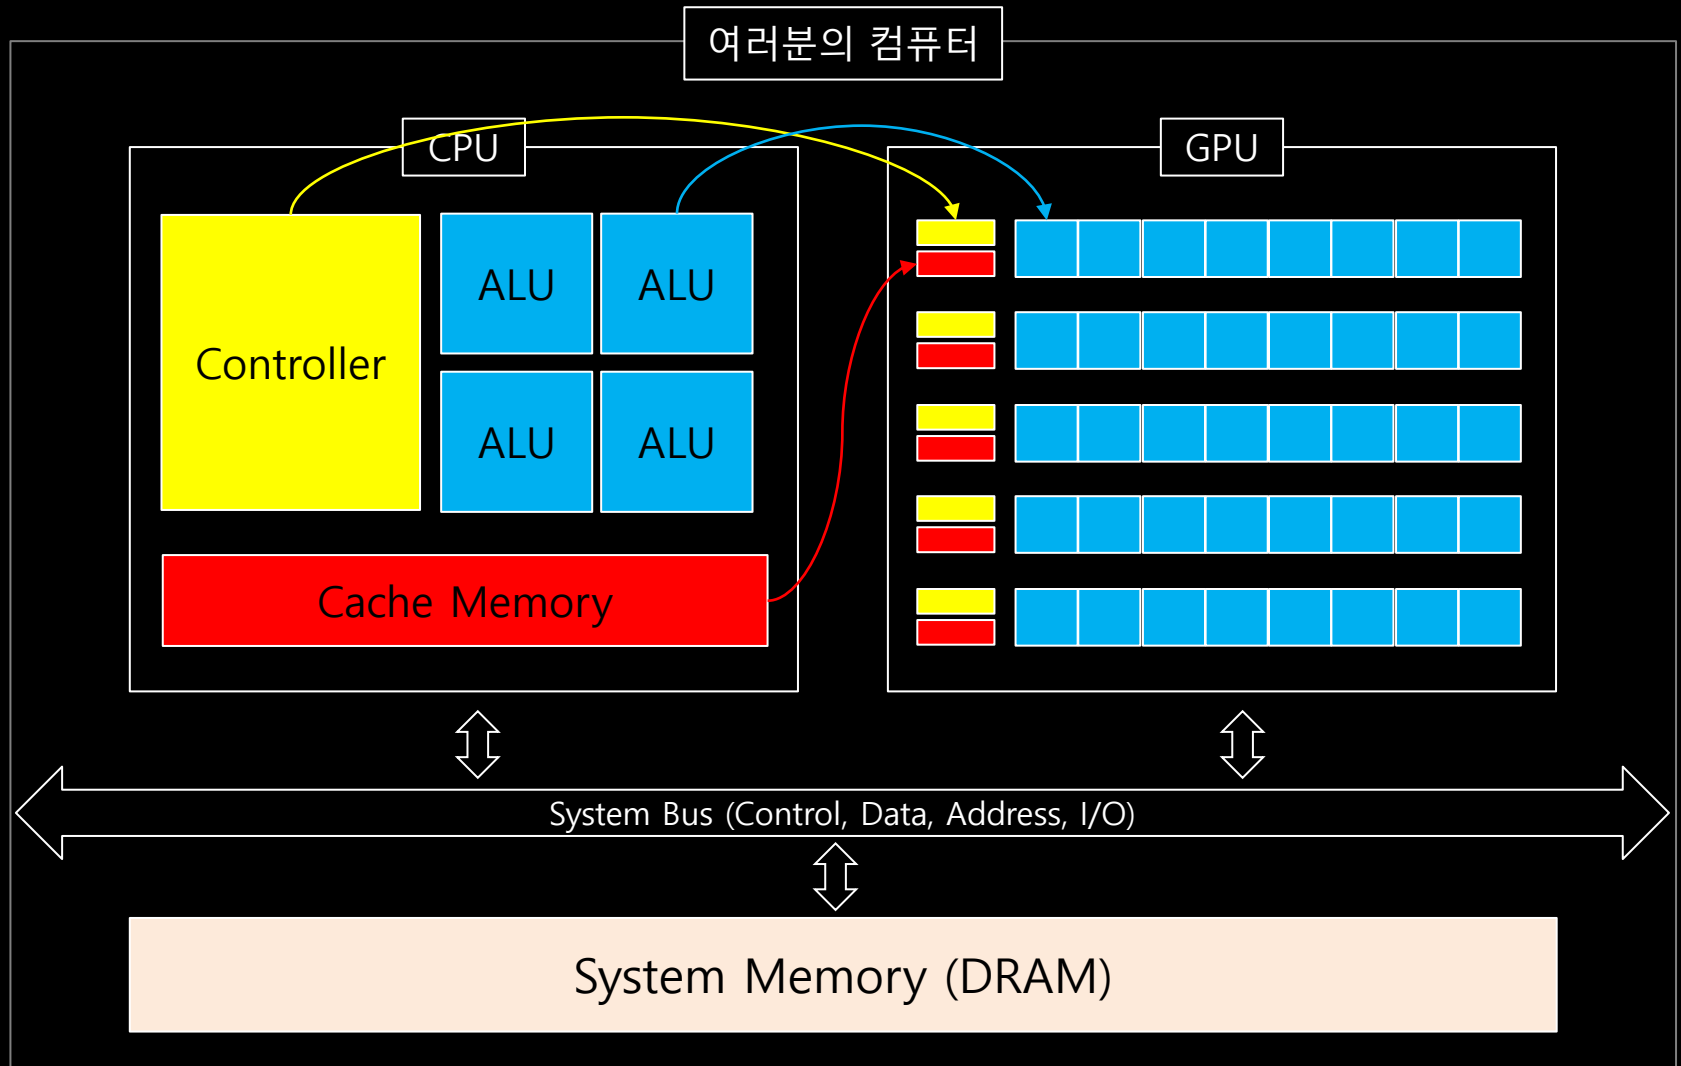 여러분의 컴퓨터
CPU
GPU
Controller
ALU
ALU
ALU
ALU
Cache Memory
System Bus (Control, Data, Address, I/O)
System Memory (DRAM)